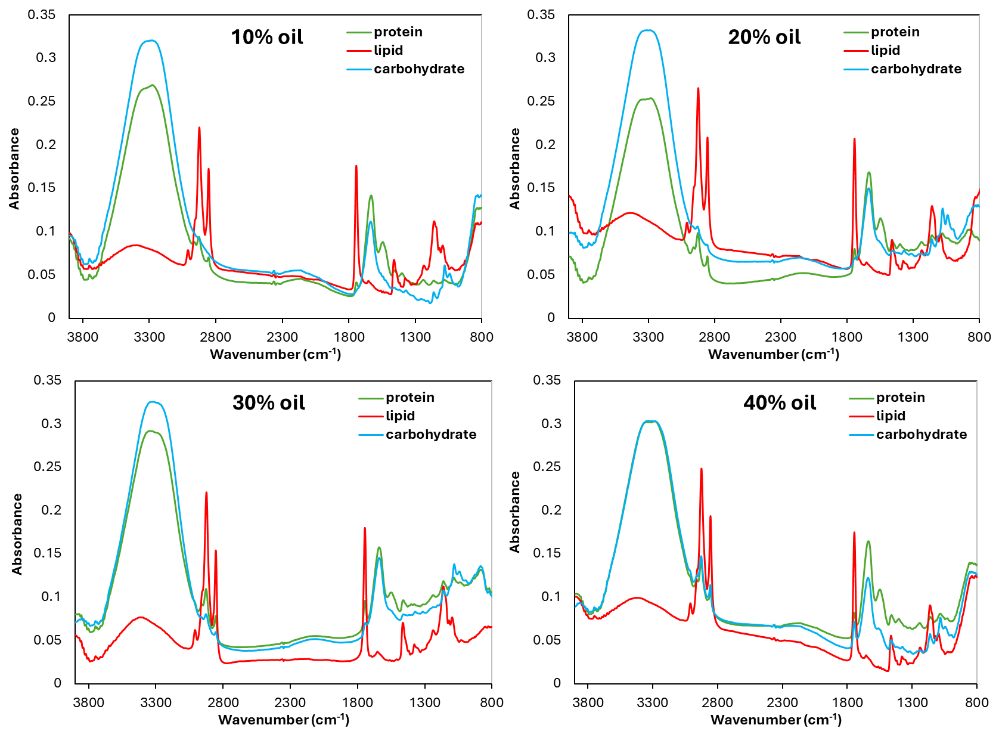 10% oil
protein
lipid
carbohydrate
0.35
0.3
0.25
0.2
0.15
0.1
0.05
0
Absorbance
3800 3300 2800 2300 1800 1300 800
Wavenumber (cm-1)
20% oil
protein
lipid
carbohydrate
0.35
0.3
0.25
0.2
0.15
0.1
0.05
0
Absorbance
3800 3300 2800 2300 1800 1300 800
Wavenumber (cm-1)
30% oil
protein
lipid
carbohydrate
0.35
0.3
0.25
0.2
0.15
0.1
0.05
0
Absorbance
3800 3300 2800 2300 1800 1300 800
Wavenumber (cm-1)
40% oil
protein
lipid
carbohydrate
0.35
0.3
0.25
0.2
0.15
0.1
0.05
0
Absorbance
3800 3300 2800 2300 1800 1300 800
Wavenumber (cm-1)